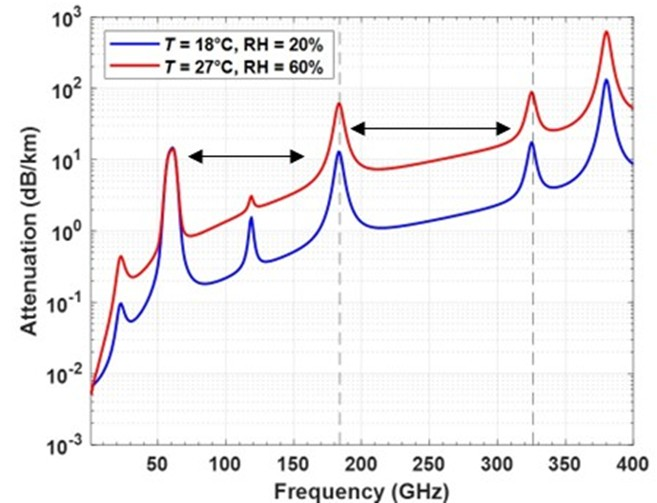 10^3
T = 18°C, RH = 20%
T = 27°C, RH = 60%
10^2
10^1
10^0
10^-1
10^-2
10^-3
Attenuation (dB/km)
50 100 150 200 250 300 350 400
Frequency (GHz)